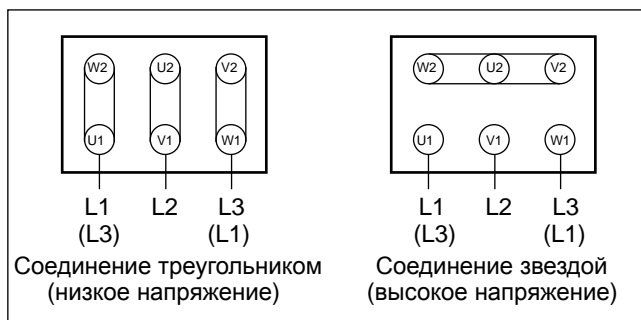 W2 U2 V2 W2 U2 V2
U1 V1 W1 U1 V1 W1
L1 L2 L3 L1 L2 L3
(L3) (L1) (L3) (L1)
Соединение треугольником Соединение звездой
(низкое напряжение) (высокое напряжение)